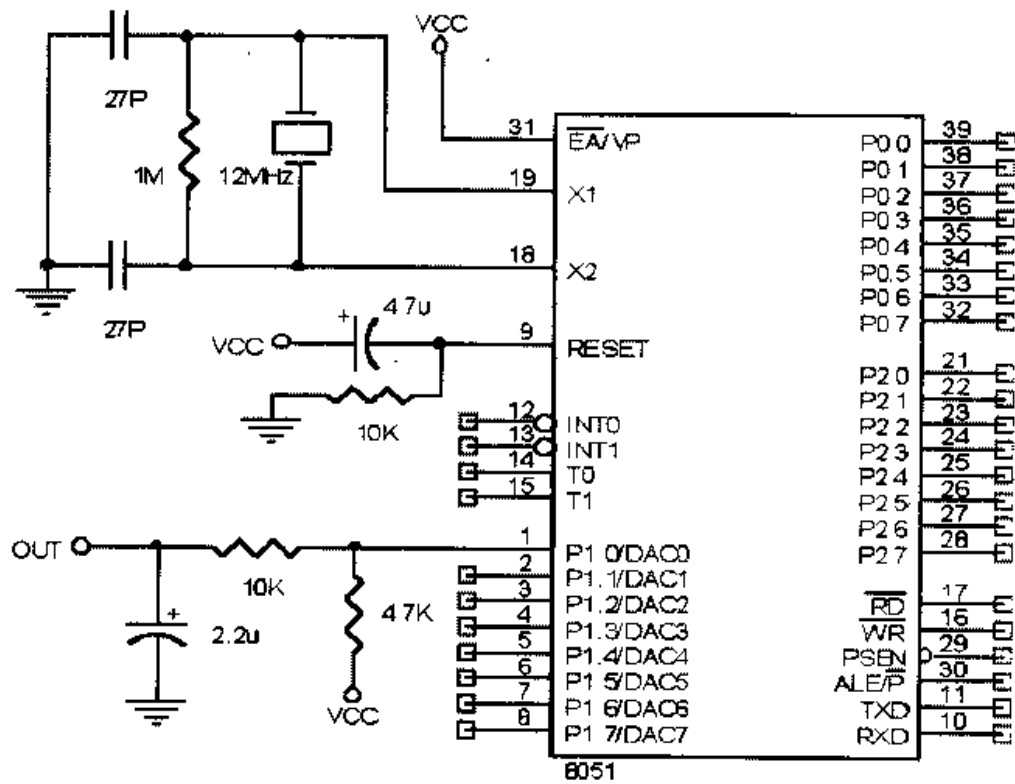 VCC
27P
1M
12MHz
27P
31 EA/VP
19 X1
18 X2
VCC
+
4.7u
9 RESET
10K
12 INT0
13 INT1
14 T0
15 T1
OUT
10K
+
2.2u
4.7K
VCC
1 P1 0/DAC0
2 P1.1/DAC1
3 P1.2/DAC2
4 P1.3/DAC3
5 P1.4/DAC4
6 P1 5/DAC5
7 P1 6/DAC6
8 P1 7/DAC7
P0 0 39
P0 1 38
P0 2 37
P0 3 36
P0 4 35
P0.5 34
P0 6 33
P0 7 32
P2 0 21
P2 1 22
P2 2 23
P2 3 24
P2 4 25
P2 5 26
P2 6 27
P2 7 28
RD 17
WR 16
PSEN 29
ALE/P 30
TXD 11
RXD 10
8051